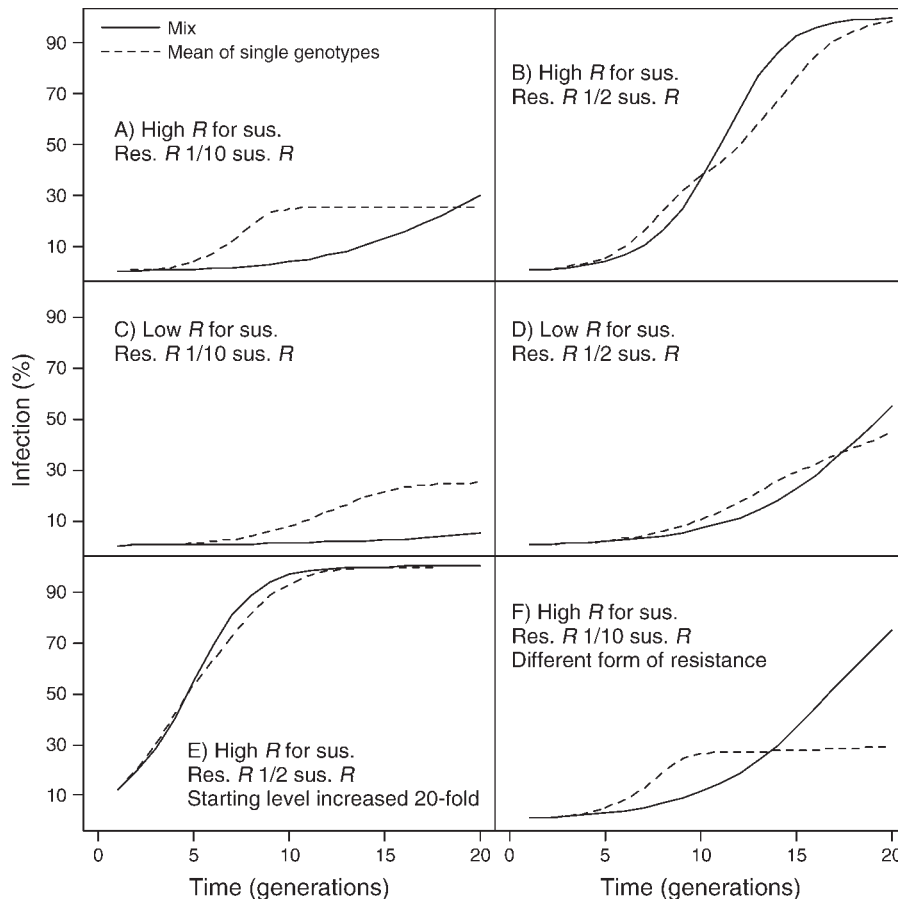 Mix
Mean of single genotypes
A) High R for sus.
Res. R 1/10 sus. R
90
70
50
30
10
B) High R for sus.
Res. R 1/2 sus. R
C) Low R for sus.
Res. R 1/10 sus. R
90
70
50
30
10
D) Low R for sus.
Res. R 1/2 sus. R
Infection (%)
E) High R for sus.
Res. R 1/2 sus. R
Starting level increased 20-fold
90
70
50
30
10
F) High R for sus.
Res. R 1/10 sus. R
Different form of resistance
0 5 10 15 20
0 5 10 15 20
Time (generations)
Time (generations)